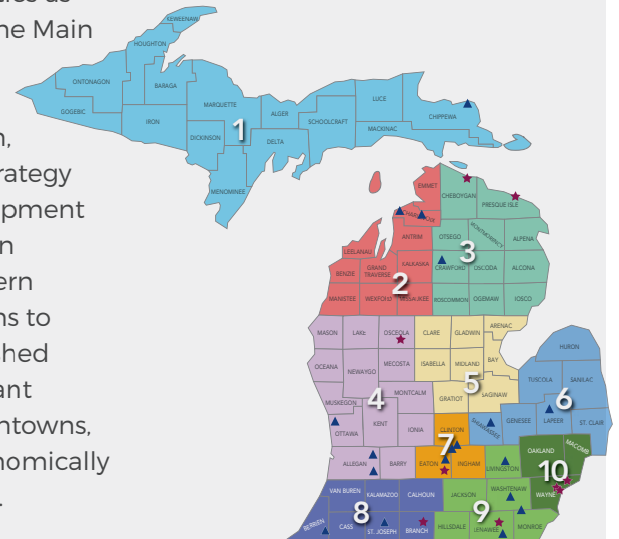 he Main
n,
rategy
opment
n
ern
ns to
shed
ant
wntowns,
nomically
.
KEWEENAW
HOUGHTON
ONTONAGON
BARAGA
GOGEBIC
IRON
MARQUETTE
DICKINSON
MENOMINEE
1
ALGER
DELTA
SCHOOLCRAFT
LUCE
MACKINAC
CHIPPEWA
EMMET
CHEBOYGAN
PRESQUE ISLE
CHARLEVOIX
ANTRIM
OTSEGO
MONTMORENCY
ALPENA
3
LEELANAU
BENZIE
GRAND
TRAVERSE
KALKASKA
CRAWFORD
OSCODA
ALCONA
2
MANISTEE
WEXFORD
MISSAUKEE
ROSCOMMON
OGEMAW
IOSCO
MASON
LAKE
OSCEOLA
CLARE
GLADWIN
ARENAC
HURON
OCEANA
NEWAYGO
MECOSTA
ISABELLA
MIDLAND
BAY
TUSCOLA
SANILAC
5
MUSKEGON
MONTCALM
GRATIOT
SAGINAW
6
4
OTTAWA
KENT
IONIA
CLINTON
SHIAWASSEE
GENESEE
LAPEER
ST. CLAIR
7
ALLEGAN
BARRY
EATON
INGHAM
LIVINGSTON
OAKLAND
MACOMB
10
VAN BUREN
KALAMAZOO
CALHOUN
JACKSON
WASHTENAW
WAYNE
8
9
BERRIEN
CASS
ST. JOSEPH
BRANCH
HILLSDALE
LENAWEE
MONROE